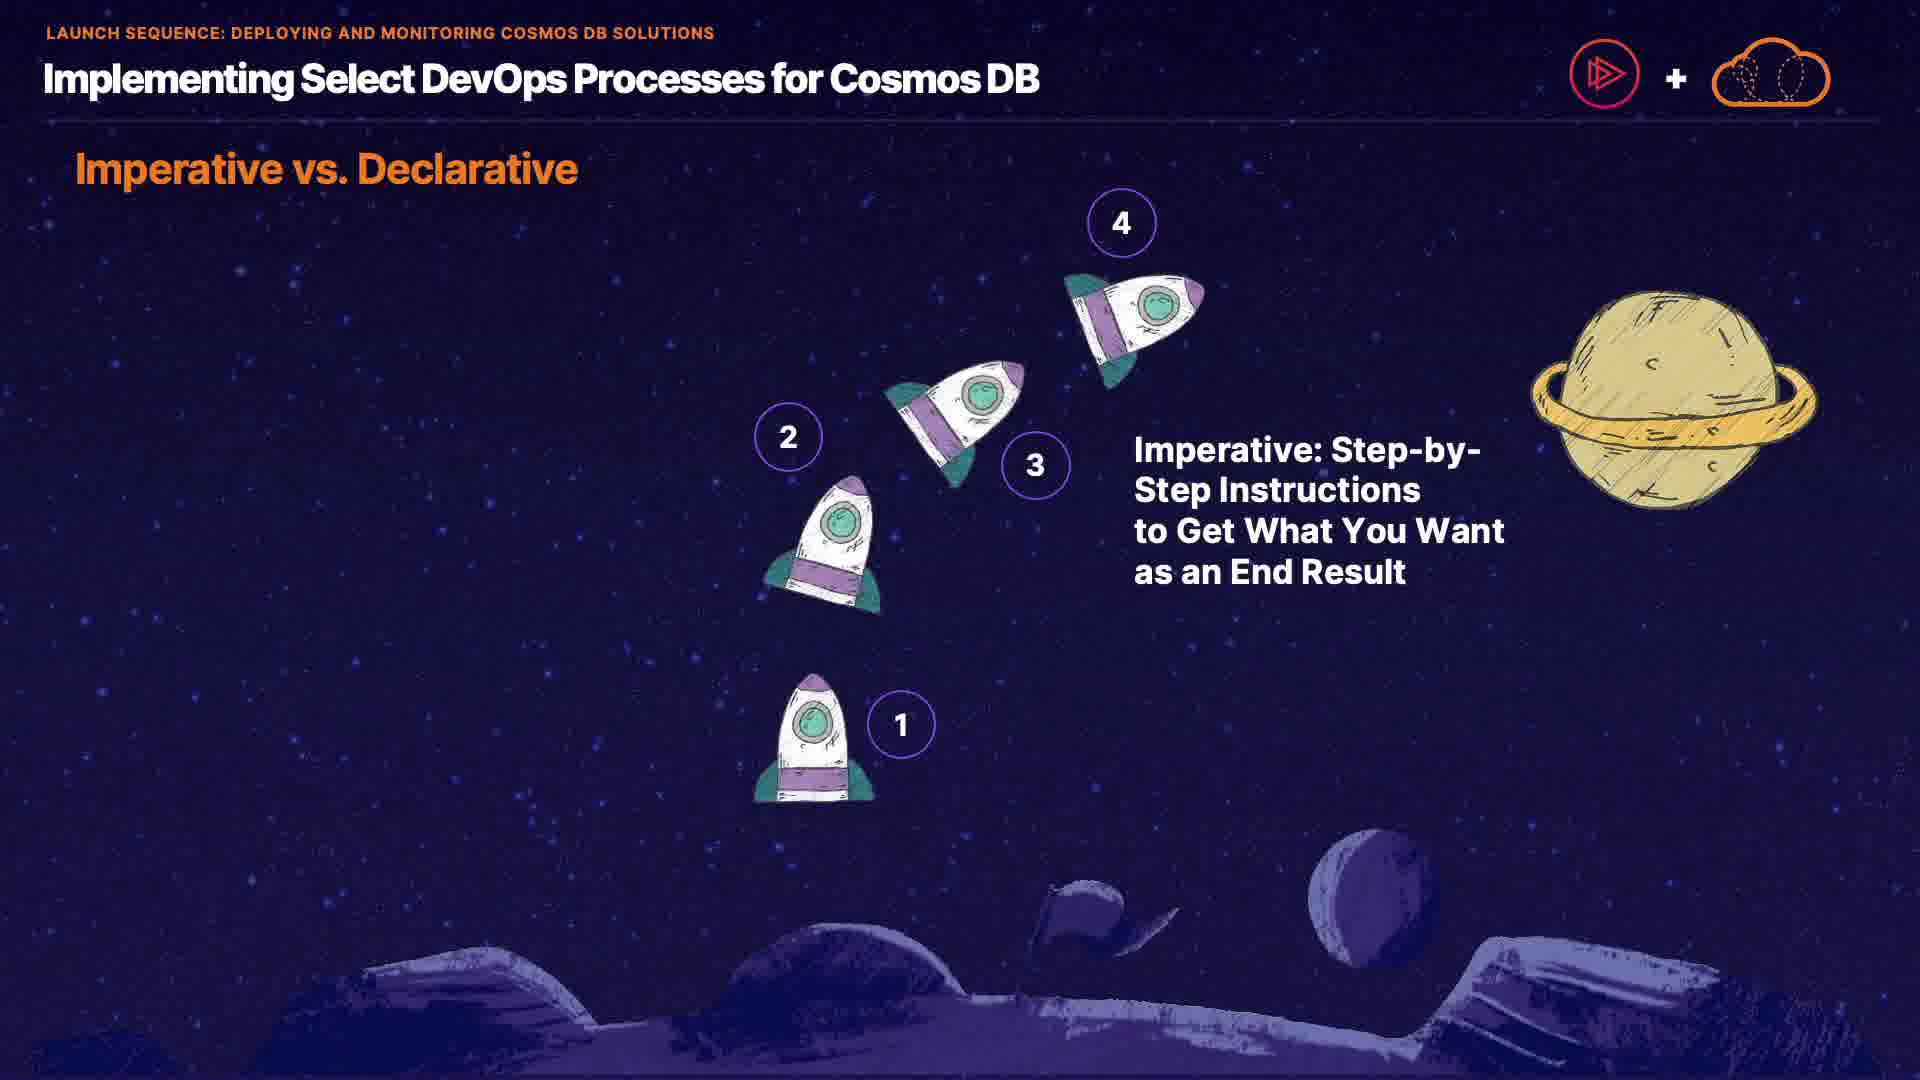 LAUNCH SEQUENCE: DEPLOYING AND MONITORING COSMOS DB SOLUTIONS
Implementing Select DevOps Processes for Cosmos DB
+
Imperative vs. Declarative
4
2
3
Imperative: Step-by-
Step Instructions
to Get What You Want
as an End Result
1